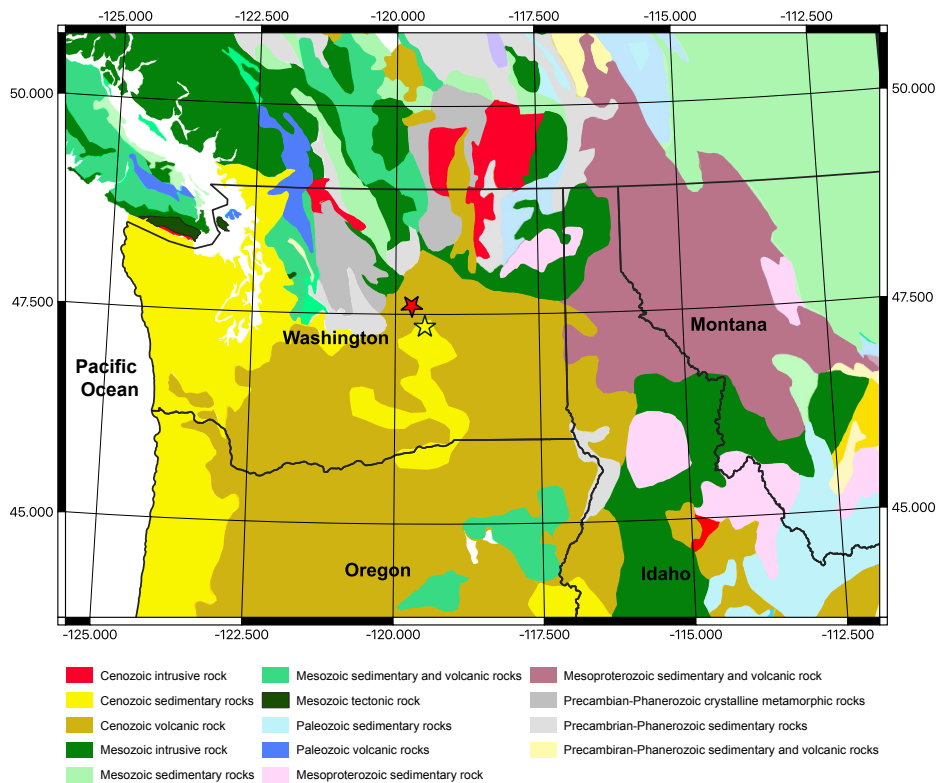 -125.000 -122.500 -120.000 -117.500 -115.000 -112.500
50.000 50.000
47.500 47.500
Washington Montana
Pacific
Ocean
45.000 45.000
Oregon Idaho
-125.000 -122.500 -120.000 -117.500 -115.000 -112.500
Cenozoic intrusive rock
Cenozoic sedimentary rocks
Cenozoic volcanic rock
Mesozoic intrusive rock
Mesozoic sedimentary rocks
Mesozoic sedimentary and volcanic rocks
Mesozoic tectonic rock
Paleozoic sedimentary rocks
Paleozoic volcanic rocks
Mesoproterozoic sedimentary rock
Mesoproterozoic sedimentary and volcanic rock
Precambrian-Phanerozoic crystalline metamorphic rocks
Precambrian-Phanerozoic sedimentary rocks
Precambiran-Phanerozoic sedimentary and volcanic rocks